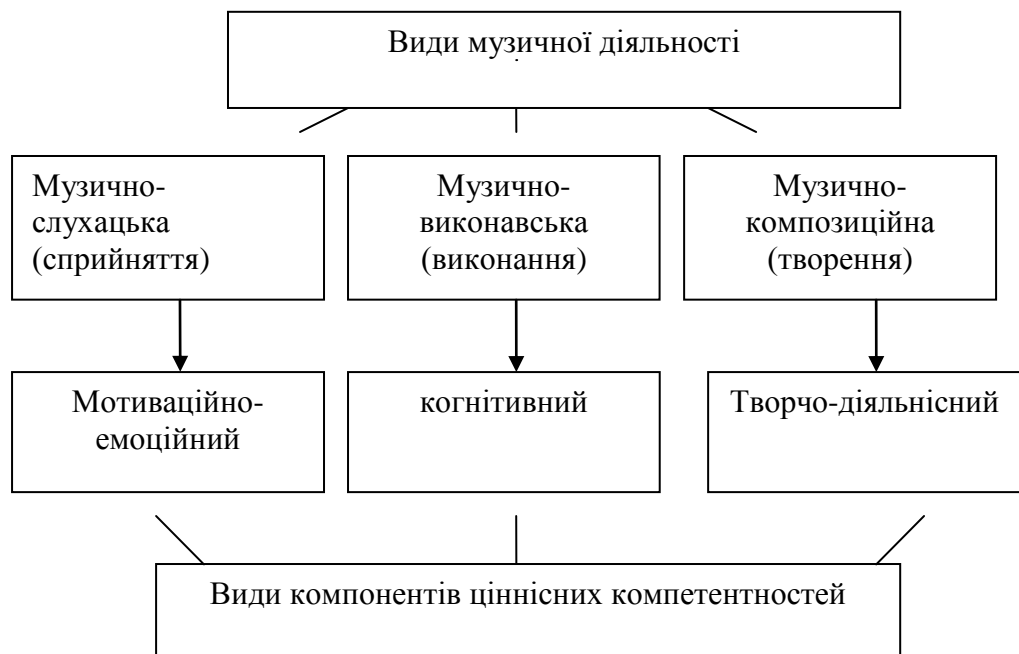 Види музичної діяльності
Музично-
слухацька
(сприйняття)
Музично-
виконавська
(виконання)
Музично-
композиційна
(творення)
Мотиваційно-
емоційний
когнітивний
Творчо-діяльнісний
Види компонентів ціннісних компетентностей